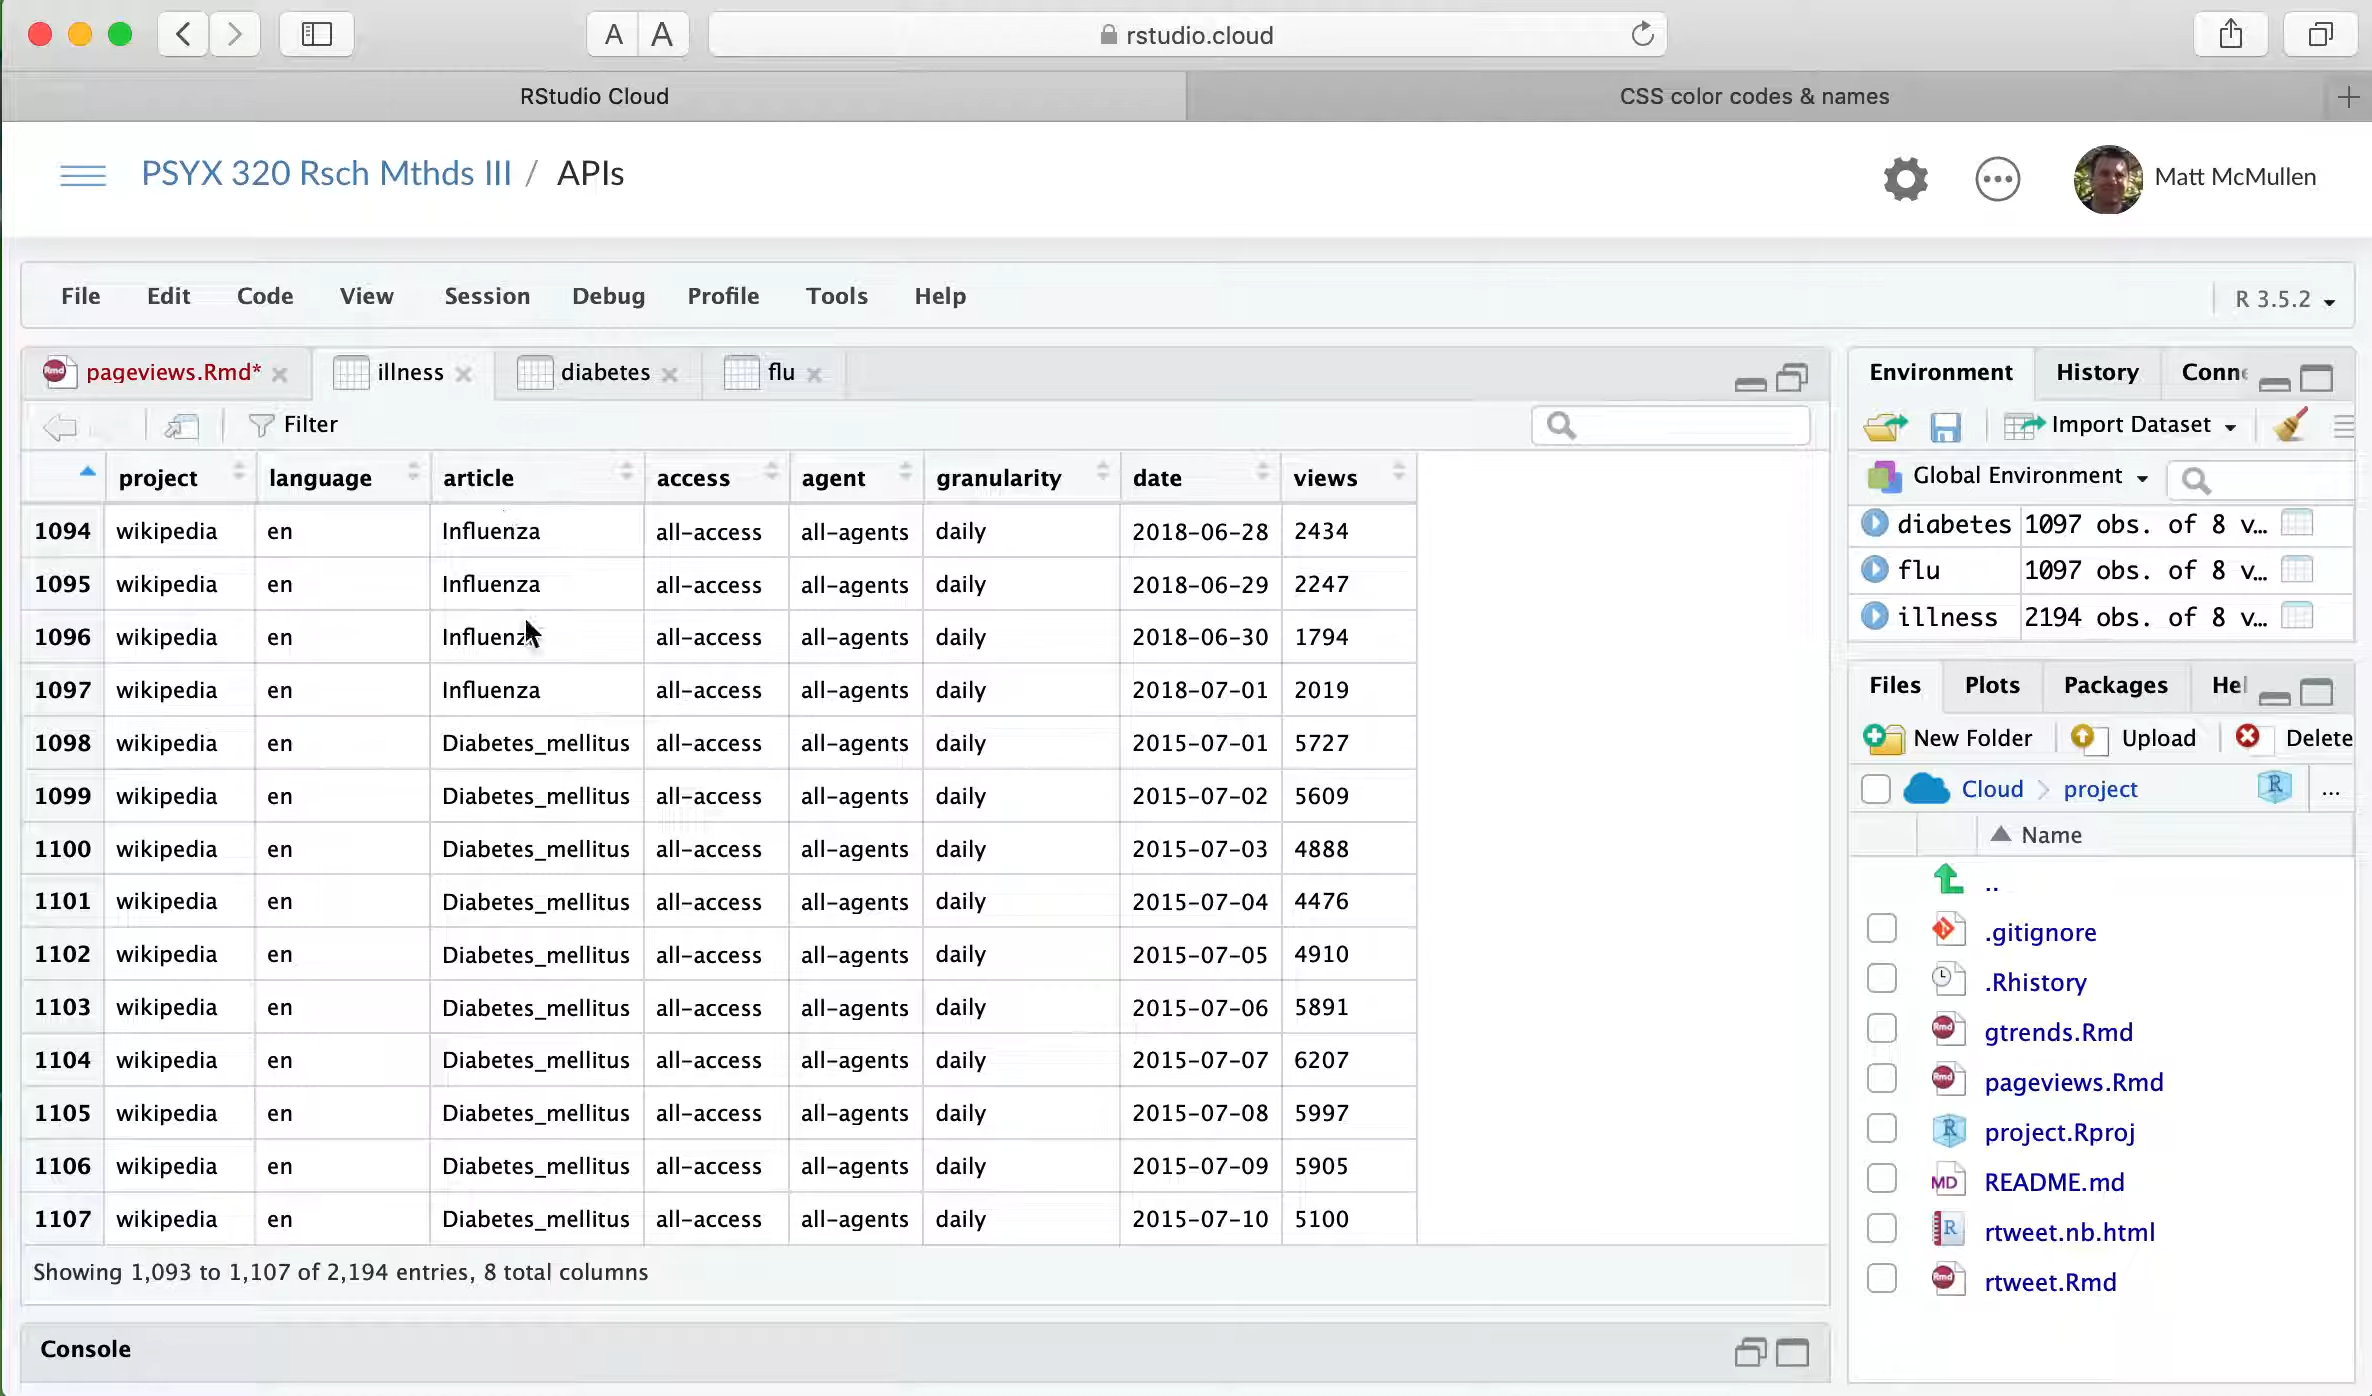 A A rstudio.cloud
RStudio Cloud CSS color codes & names
PSYX 320 Rsch Mthds III / APIs Matt McMullen
File Edit Code View Session Debug Profile Tools Help R 3.5.2
pageviews.Rmd* illness diabetes flu
Filter
project language article access agent granularity date views
1094 wikipedia en Influenza all-access all-agents daily 2018-06-28 2434
1095 wikipedia en Influenza all-access all-agents daily 2018-06-29 2247
1096 wikipedia en Influenza all-access all-agents daily 2018-06-30 1794
1097 wikipedia en Influenza all-access all-agents daily 2018-07-01 2019
1098 wikipedia en Diabetes_mellitus all-access all-agents daily 2015-07-01 5727
1099 wikipedia en Diabetes_mellitus all-access all-agents daily 2015-07-02 5609
1100 wikipedia en Diabetes_mellitus all-access all-agents daily 2015-07-03 4888
1101 wikipedia en Diabetes_mellitus all-access all-agents daily 2015-07-04 4476
1102 wikipedia en Diabetes_mellitus all-access all-agents daily 2015-07-05 4910
1103 wikipedia en Diabetes_mellitus all-access all-agents daily 2015-07-06 5891
1104 wikipedia en Diabetes_mellitus all-access all-agents daily 2015-07-07 6207
1105 wikipedia en Diabetes_mellitus all-access all-agents daily 2015-07-08 5997
1106 wikipedia en Diabetes_mellitus all-access all-agents daily 2015-07-09 5905
1107 wikipedia en Diabetes_mellitus all-access all-agents daily 2015-07-10 5100
Showing 1,093 to 1,107 of 2,194 entries, 8 total columns
Console
Environment History Conne
Import Dataset
Global Environment
diabetes 1097 obs. of 8 v…
flu 1097 obs. of 8 v…
illness 2194 obs. of 8 v…
Files Plots Packages Hel
New Folder Upload Delete
Cloud project R ...
Name
..
.gitignore
.Rhistory
Rmd gtrends.Rmd
Rmd pageviews.Rmd
R project.Rproj
MD README.md
R rtweet.nb.html
Rmd rtweet.Rmd